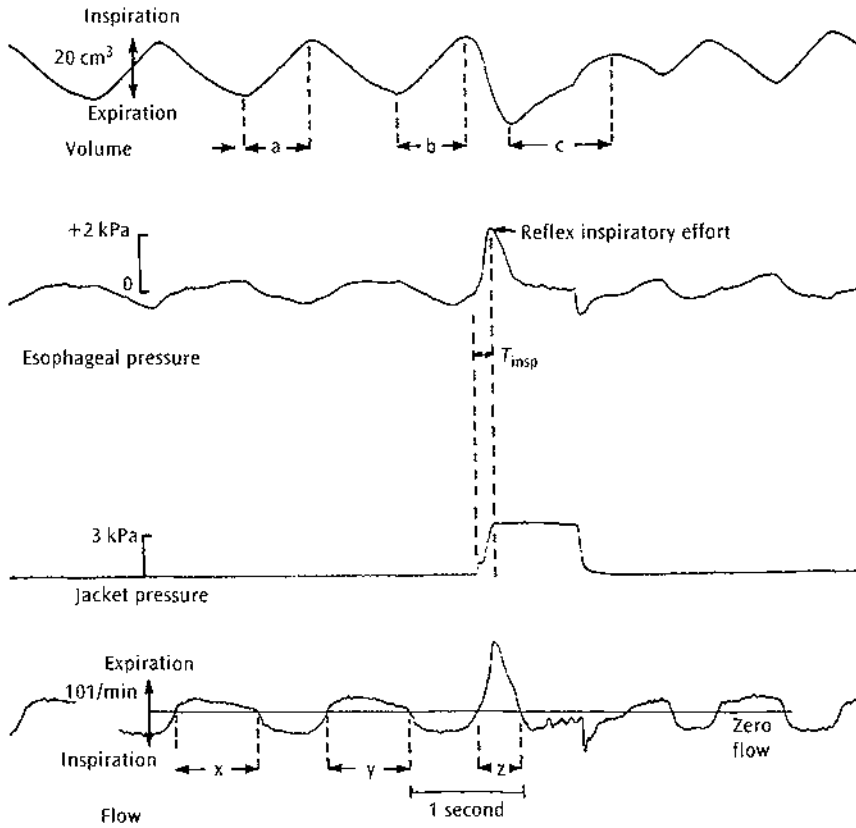 Inspiration
20 cm³
Expiration
Volume
a
b
c
+2 kPa
0
Reflex inspiratory effort
Esophageal pressure
Tinsp
3 kPa
Jacket pressure
Expiration
101/min
Inspiration
Zero
flow
x
y
z
1 second
Flow